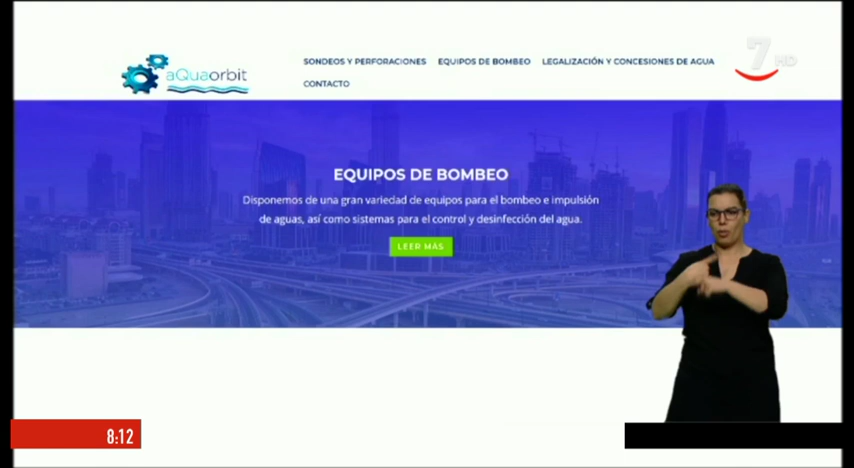 aQuaorbit
SONDEOS Y PERFORACIONES EQUIPOS DE BOMBEO LEGALIZACIÓN Y CONCESIONES DE AGUA
CONTACTO
7 HD
EQUIPOS DE BOMBEO
Disponemos de una gran variedad de equipos para el bombeo e impulsión
de aguas, así como sistemas para el control y desinfección del agua.
LEER MÁS
8:12